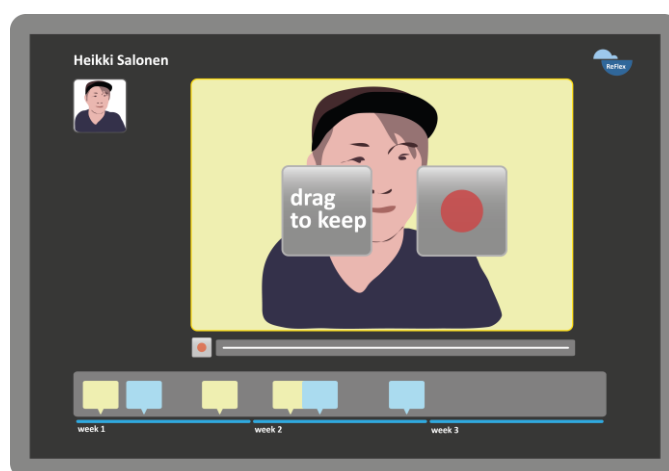 Heikki Salonen
ReFlex
drag
to keep
week 1
week 2
week 3